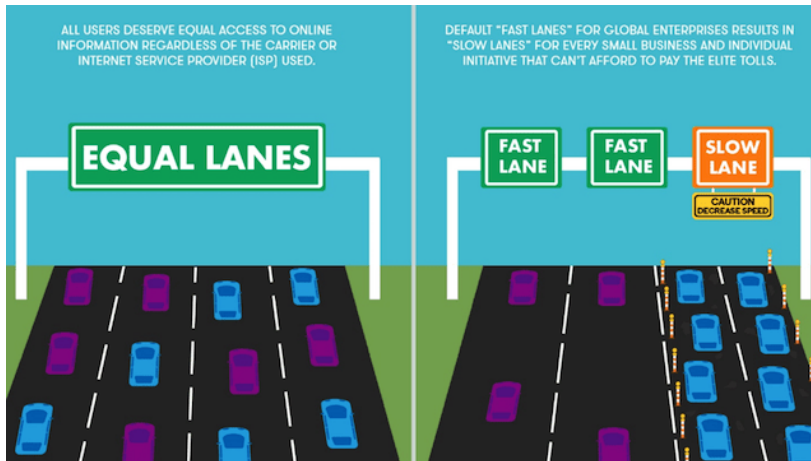 ALL USERS DESERVE EQUAL ACCESS TO ONLINE
INFORMATION REGARDLESS OF THE CARRIER OR
INTERNET SERVICE PROVIDER (ISP) USED.
EQUAL LANES
DEFAULT "FAST LANES" FOR GLOBAL ENTERPRISES RESULTS IN
"SLOW LANES" FOR EVERY SMALL BUSINESS AND INDIVIDUAL
INITIATIVE THAT CAN'T AFFORD TO PAY THE ELITE TOLLS.
FAST
LANE
FAST
LANE
SLOW
LANE
CAUTION
DECREASE SPEED